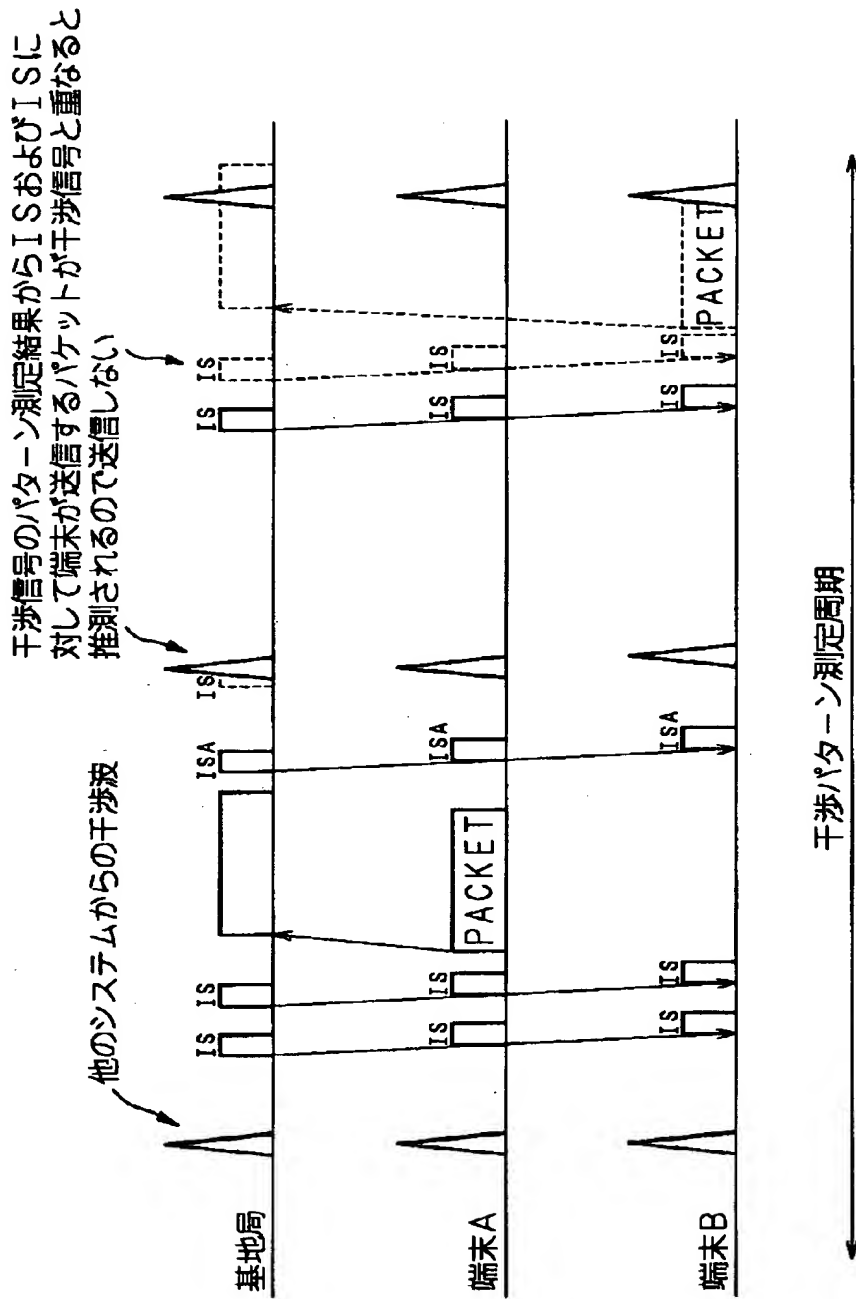 干渉信号のパターン測定結果からＩＳおよびＩＳに
対して端末が送信するパケットが干渉信号と重なると
推測されるので送信しない
他のシステムからの干渉波
基地局
IS
IS
ISA
IS
IS
IS
端末A
IS
IS
PACKET
ISA
IS
IS
端末B
IS
IS
ISA
IS
IS
PACKET
干渉パターン測定周期